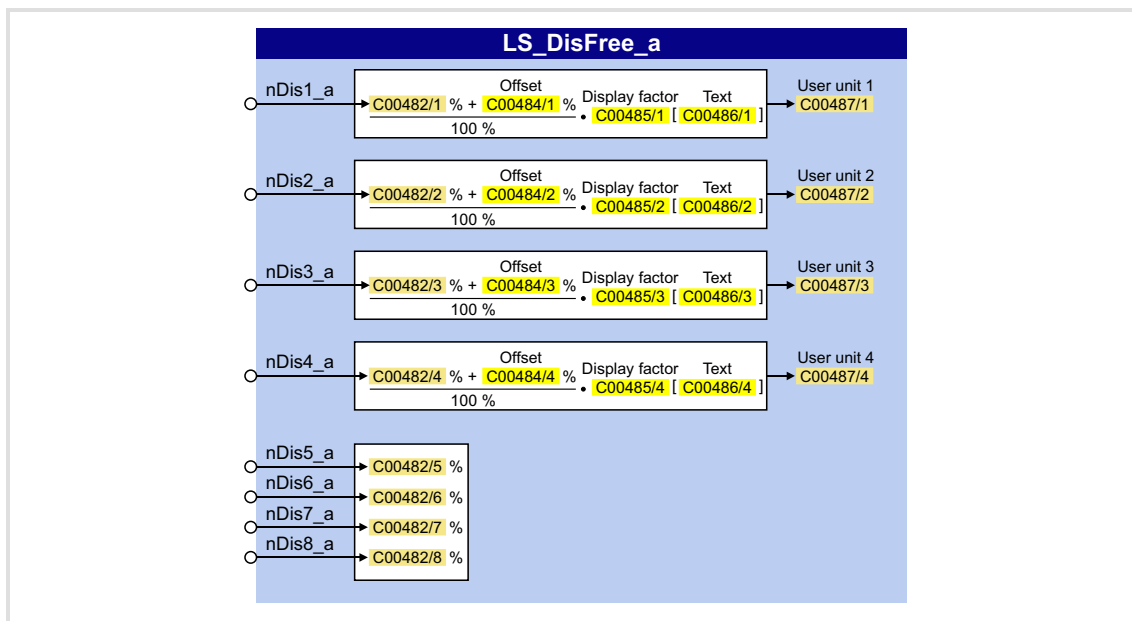 LS_DisFree_a
nDis1_a
Offset
C00482/1 % + C00484/1 %
100 %
Display factor Text
• C00485/1 [ C00486/1 ]
User unit 1
C00487/1
nDis2_a
Offset
C00482/2 % + C00484/2 %
100 %
Display factor Text
• C00485/2 [ C00486/2 ]
User unit 2
C00487/2
nDis3_a
Offset
C00482/3 % + C00484/3 %
100 %
Display factor Text
• C00485/3 [ C00486/3 ]
User unit 3
C00487/3
nDis4_a
Offset
C00482/4 % + C00484/4 %
100 %
Display factor Text
• C00485/4 [ C00486/4 ]
User unit 4
C00487/4
nDis5_a
C00482/5 %
nDis6_a
C00482/6 %
nDis7_a
C00482/7 %
nDis8_a
C00482/8 %